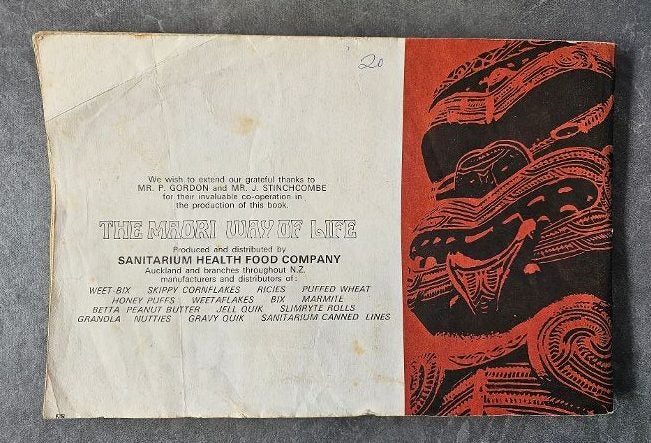 20
We wish to extend our grateful thanks to
MR. P. GORDON and MR. J. STINCHCOMBE
for their invaluable co-operation in
the production of this book.
THE MAORI WAY OF LIFE
Produced and distributed by
SANITARIUM HEALTH FOOD COMPANY
Auckland and branches throughout N.Z.
manufacturers and distributors of:
WEET-BIX SKIPPY CORNFLAKES RICIES PUFFED WHEAT
HONEY PUFFS WEETAFLAKES BIX MARMITE
BETTA PEANUT BUTTER JELL QUIK SLIMRYTE ROLLS
GRANOLA NUTTIES GRAVY QUIK SANITARIUM CANNED LINES